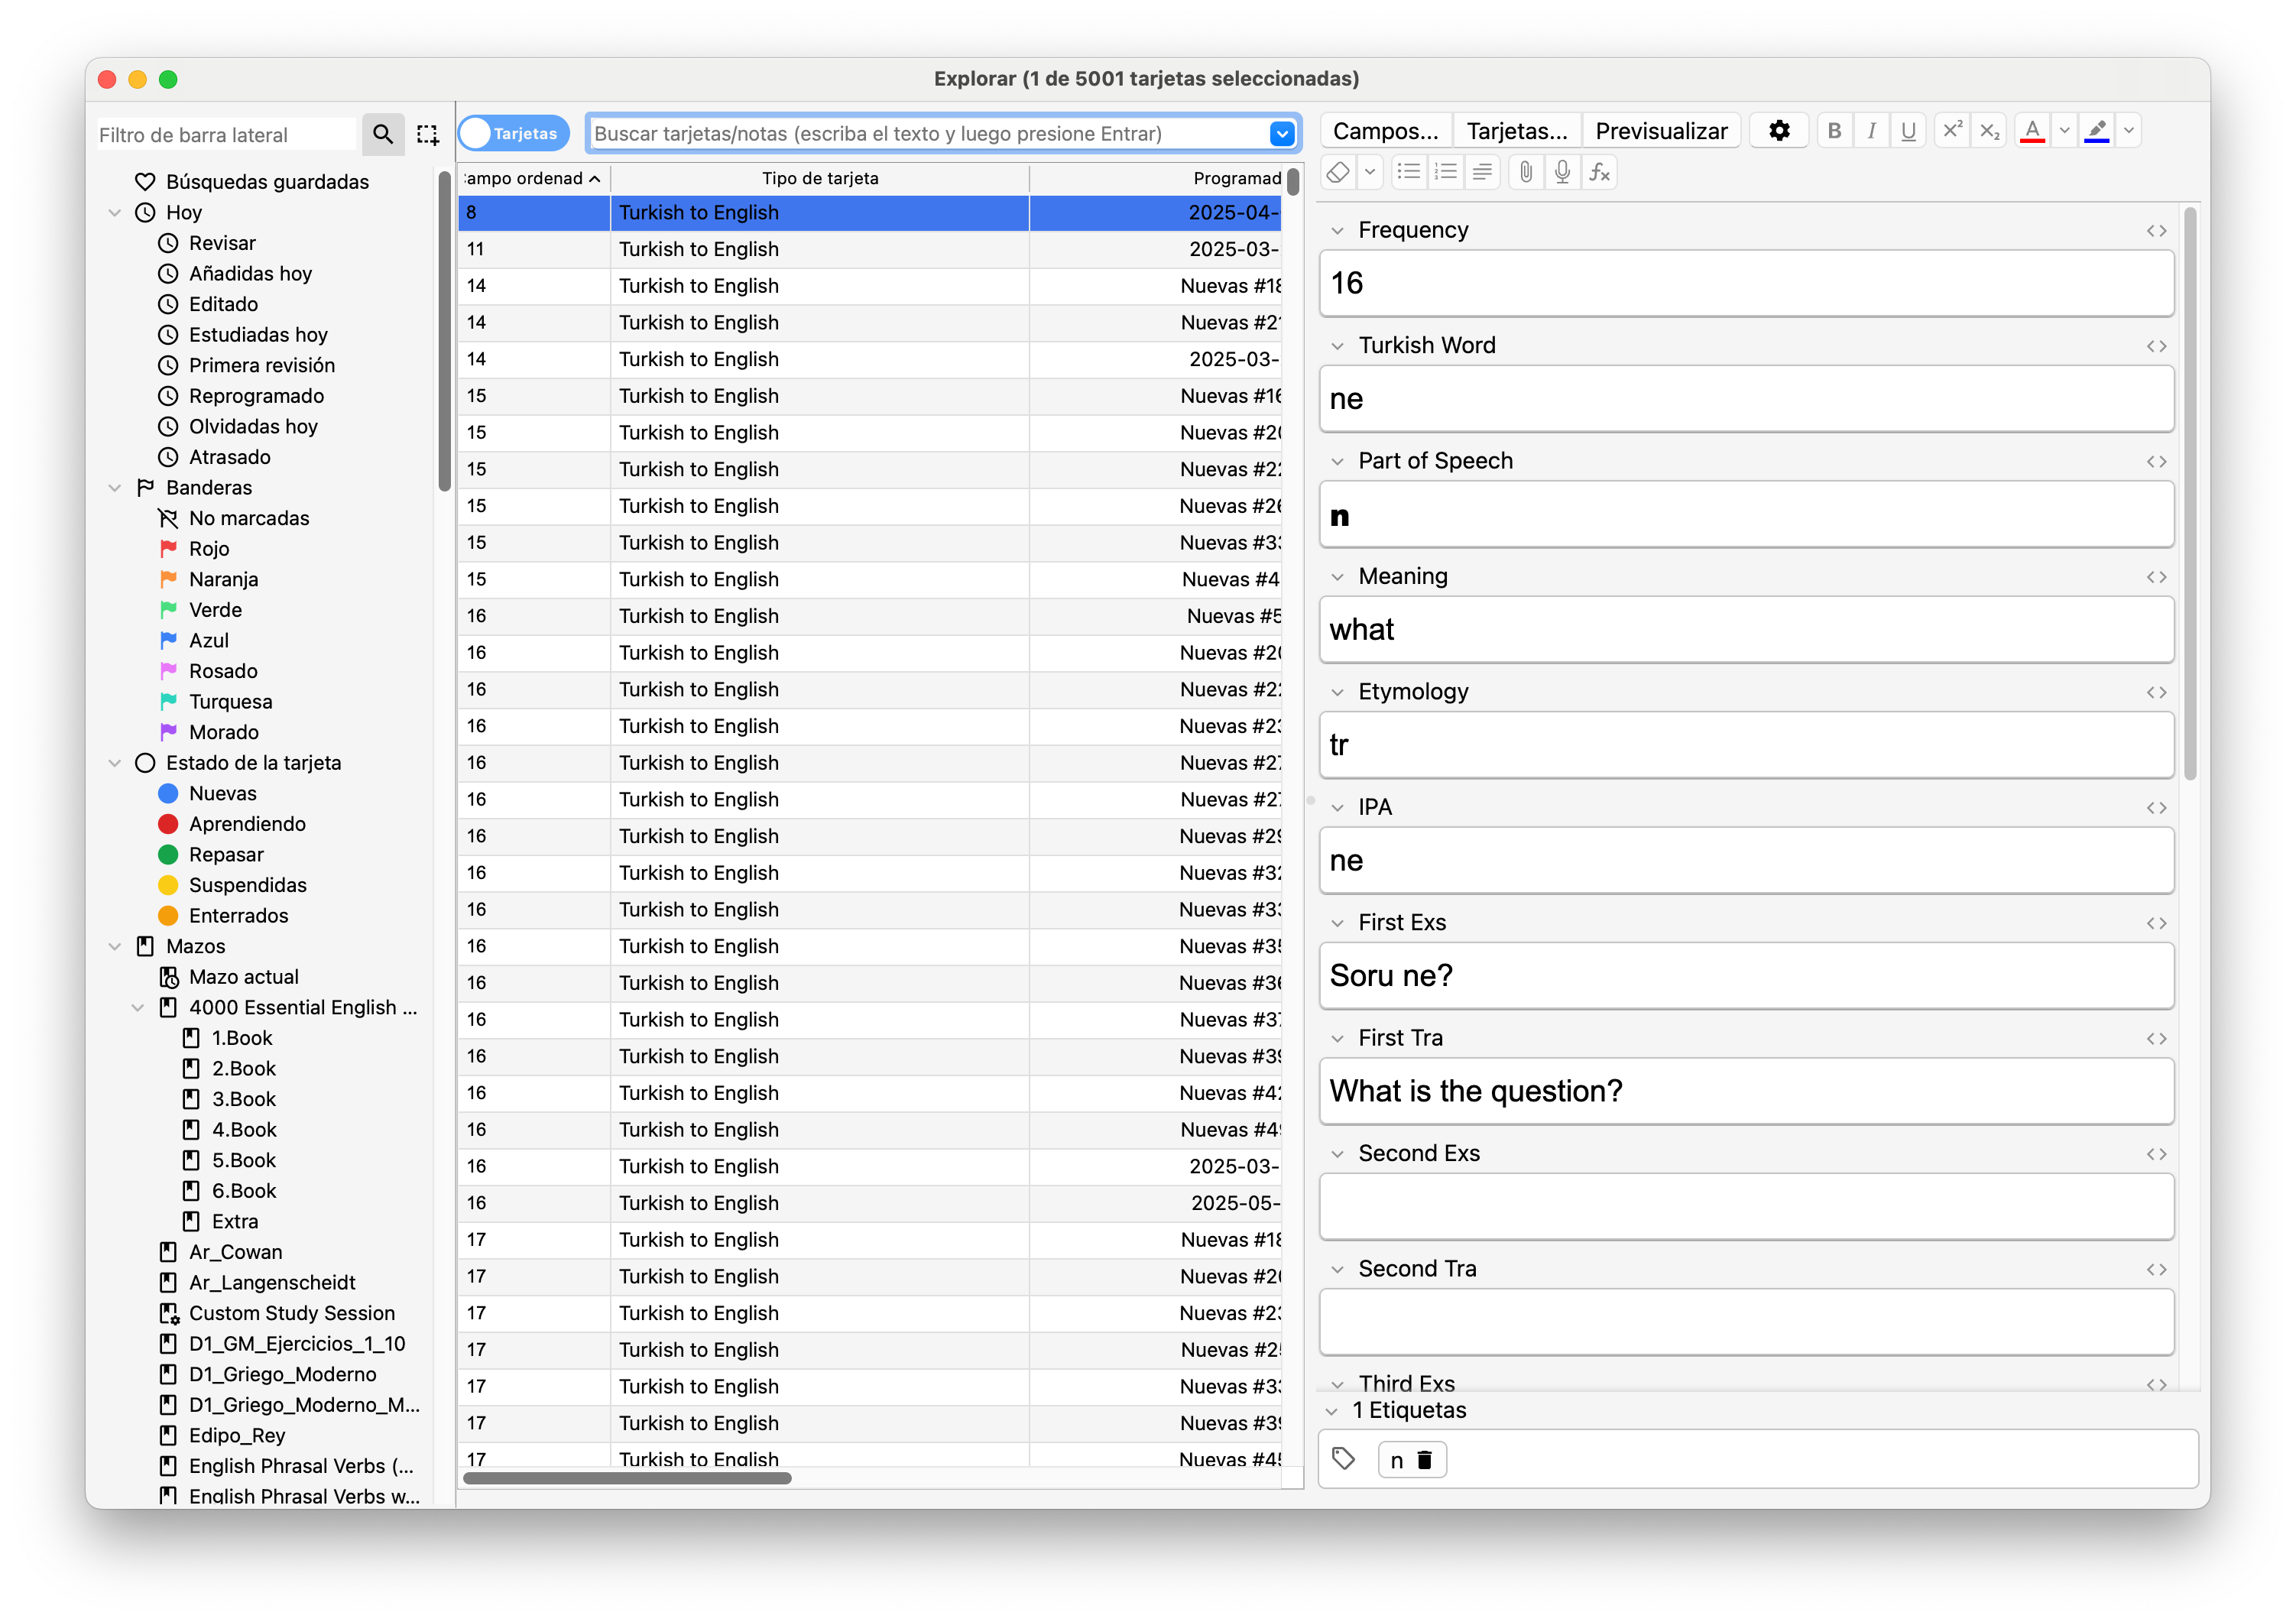 Explorar (1 de 5001 tarjetas seleccionadas)
Filtro de barra lateral
Búsquedas guardadas
Hoy
Revisar
Añadidas hoy
Editado
Estudiadas hoy
Primera revisión
Reprogramado
Olvidadas hoy
Atrasado
Banderas
No marcadas
Rojo
Naranja
Verde
Azul
Rosado
Turquesa
Morado
Estado de la tarjeta
Nuevas
Aprendiendo
Repasar
Suspendidas
Enterrados
Mazos
Mazo actual
4000 Essential English ...
1.Book
2.Book
3.Book
4.Book
5.Book
6.Book
Extra
Ar_Cowan
Ar_Langenscheidt
Custom Study Session
D1_GM_Ejercicios_1_10
D1_Griego_Moderno
D1_Griego_Moderno_M...
Edipo_Rey
English Phrasal Verbs (...
English Phrasal Verbs w...
Tarjetas
Buscar tarjetas/notas (escriba el texto y luego presione Entrar)
ampo ordenad Tipo de tarjeta Programad
8 Turkish to English 2025-04-
11 Turkish to English 2025-03-
14 Turkish to English Nuevas #18
14 Turkish to English Nuevas #21
14 Turkish to English 2025-03-
15 Turkish to English Nuevas #16
15 Turkish to English Nuevas #20
15 Turkish to English Nuevas #22
15 Turkish to English Nuevas #26
15 Turkish to English Nuevas #33
15 Turkish to English Nuevas #4
16 Turkish to English Nuevas #5
16 Turkish to English Nuevas #20
16 Turkish to English Nuevas #22
16 Turkish to English Nuevas #23
16 Turkish to English Nuevas #27
16 Turkish to English Nuevas #27
16 Turkish to English Nuevas #29
16 Turkish to English Nuevas #32
16 Turkish to English Nuevas #33
16 Turkish to English Nuevas #35
16 Turkish to English Nuevas #36
16 Turkish to English Nuevas #37
16 Turkish to English Nuevas #39
16 Turkish to English Nuevas #42
16 Turkish to English Nuevas #49
16 Turkish to English 2025-03-
16 Turkish to English 2025-05-
17 Turkish to English Nuevas #18
17 Turkish to English Nuevas #20
17 Turkish to English Nuevas #23
17 Turkish to English Nuevas #25
17 Turkish to English Nuevas #33
17 Turkish to English Nuevas #39
17 Turkish to English Nuevas #45
Campos... Tarjetas... Previsualizar B I U X² X₂ A
fx
Frequency
16
Turkish Word
ne
Part of Speech
n
Meaning
what
Etymology
tr
IPA
ne
First Exs
Soru ne?
First Tra
What is the question?
Second Exs
Second Tra
Third Exs
1 Etiquetas
n